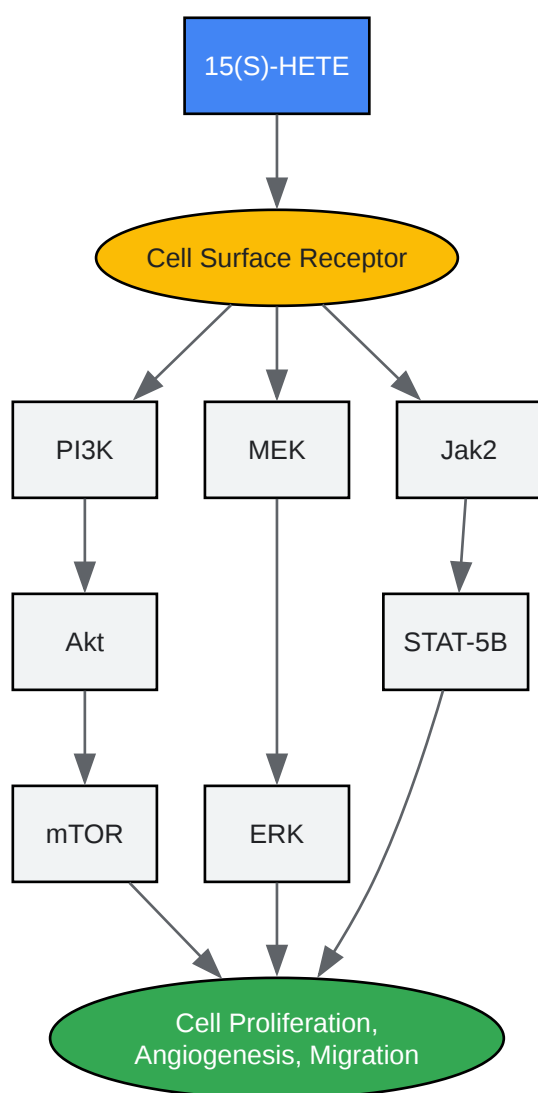 15(S)-HETE
Cell Surface Receptor
PI3K
MEK
Jak2
Akt
STAT-5B
mTOR
ERK
Cell Proliferation,
Angiogenesis, Migration